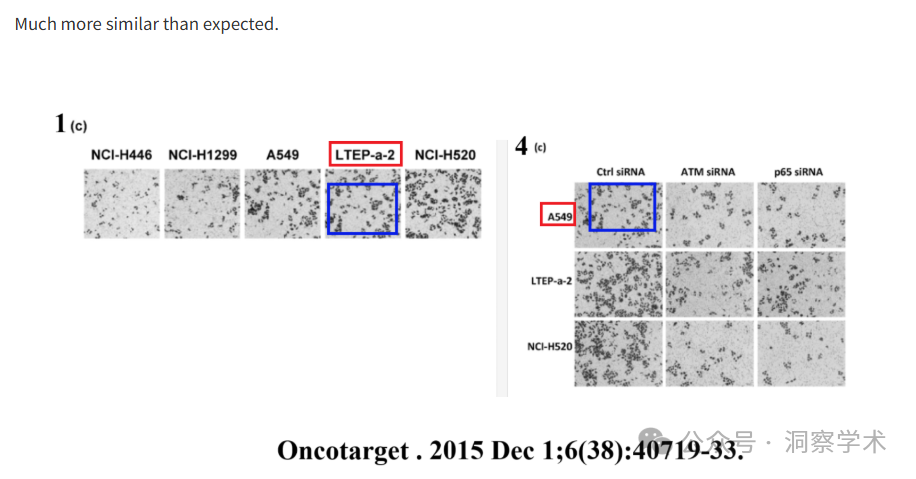 Much more similar than expected.
1 (c)
NCI-H446 NCI-H1299 A549 LTEP-a-2 NCI-H520
4 (c)
Ctrl siRNA ATM siRNA p65 siRNA
A549
LTEP-a-2
NCI-H520
Oncotarget . 2015 Dec 1;6(38):40719-33.
公众号 · 洞察学术